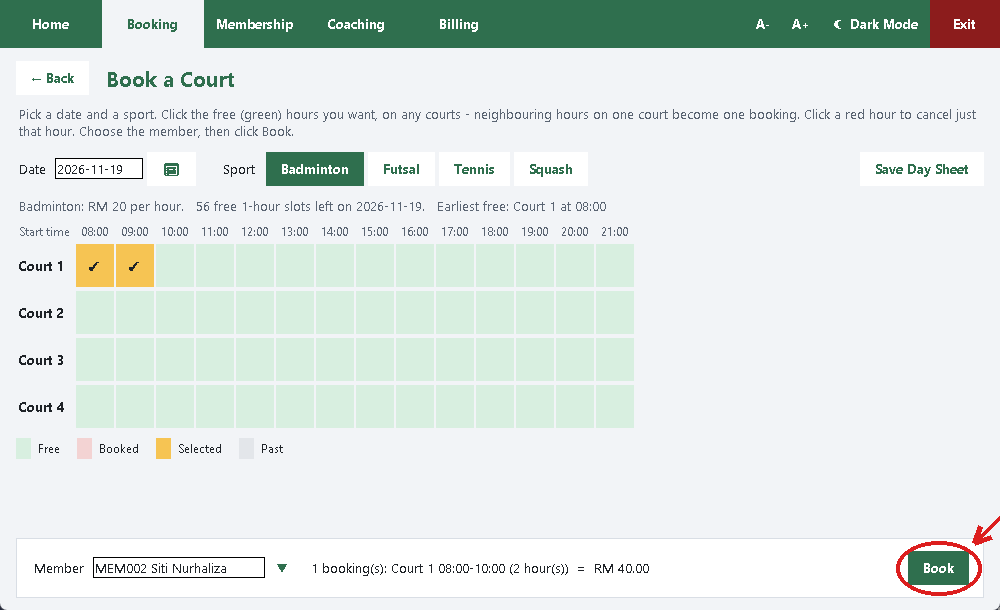 Home Booking Membership Coaching Billing A- A+ ☾ Dark Mode Exit
← Back Book a Court
Pick a date and a sport. Click the free (green) hours you want, on any courts - neighbouring hours on one court become one booking. Click a red hour to cancel just
that hour. Choose the member, then click Book.
Date 2026-11-19 Sport Badminton Futsal Tennis Squash Save Day Sheet
Badminton: RM 20 per hour. 56 free 1-hour slots left on 2026-11-19. Earliest free: Court 1 at 08:00
Start time 08:00 09:00 10:00 11:00 12:00 13:00 14:00 15:00 16:00 17:00 18:00 19:00 20:00 21:00
Court 1 ✓ ✓
Court 2
Court 3
Court 4
Free Booked Selected Past
Member MEM002 Siti Nurhaliza ▼ 1 booking(s): Court 1 08:00-10:00 (2 hour(s)) = RM 40.00 Book